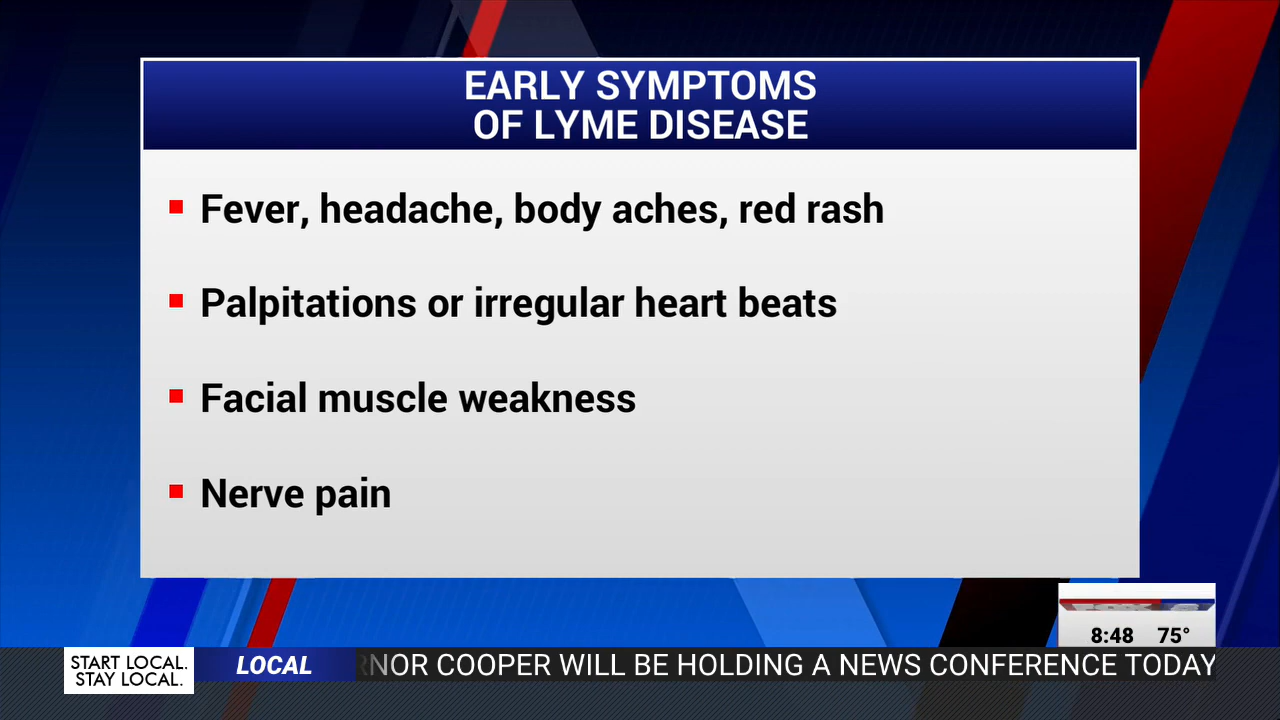 EARLY SYMPTOMS
OF LYME DISEASE
Fever, headache, body aches, red rash
Palpitations or irregular heart beats
Facial muscle weakness
Nerve pain
8:48 75°
START LOCAL.
STAY LOCAL.
LOCAL
RNOR COOPER WILL BE HOLDING A NEWS CONFERENCE TODAY